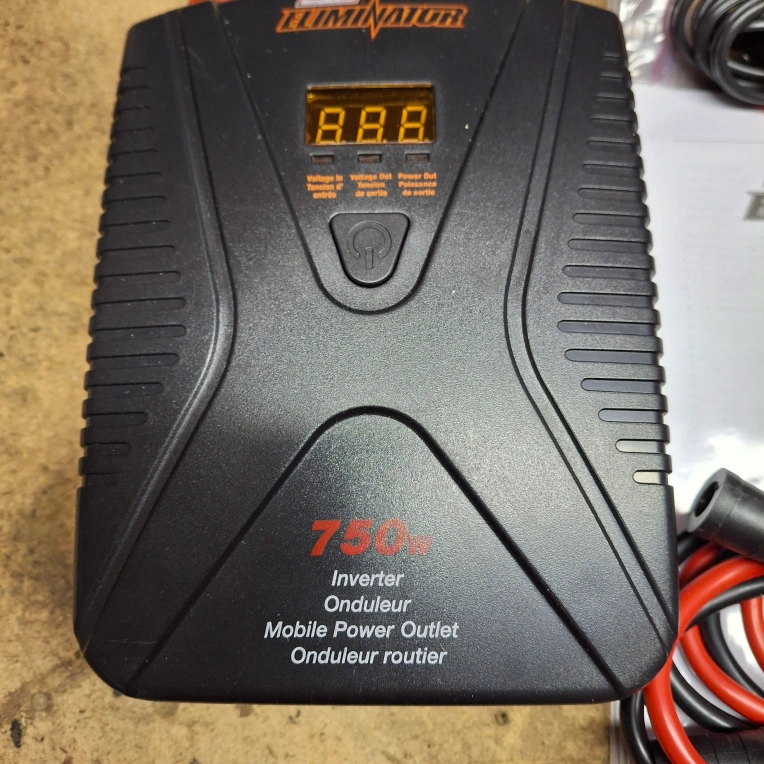 ELIMINATOR
888
Voltage In Voltage Out Power Out
Tension d' Tension Puissance
entrée de sortie de sortie
750W
Inverter
Onduleur
Mobile Power Outlet
Onduleur routier